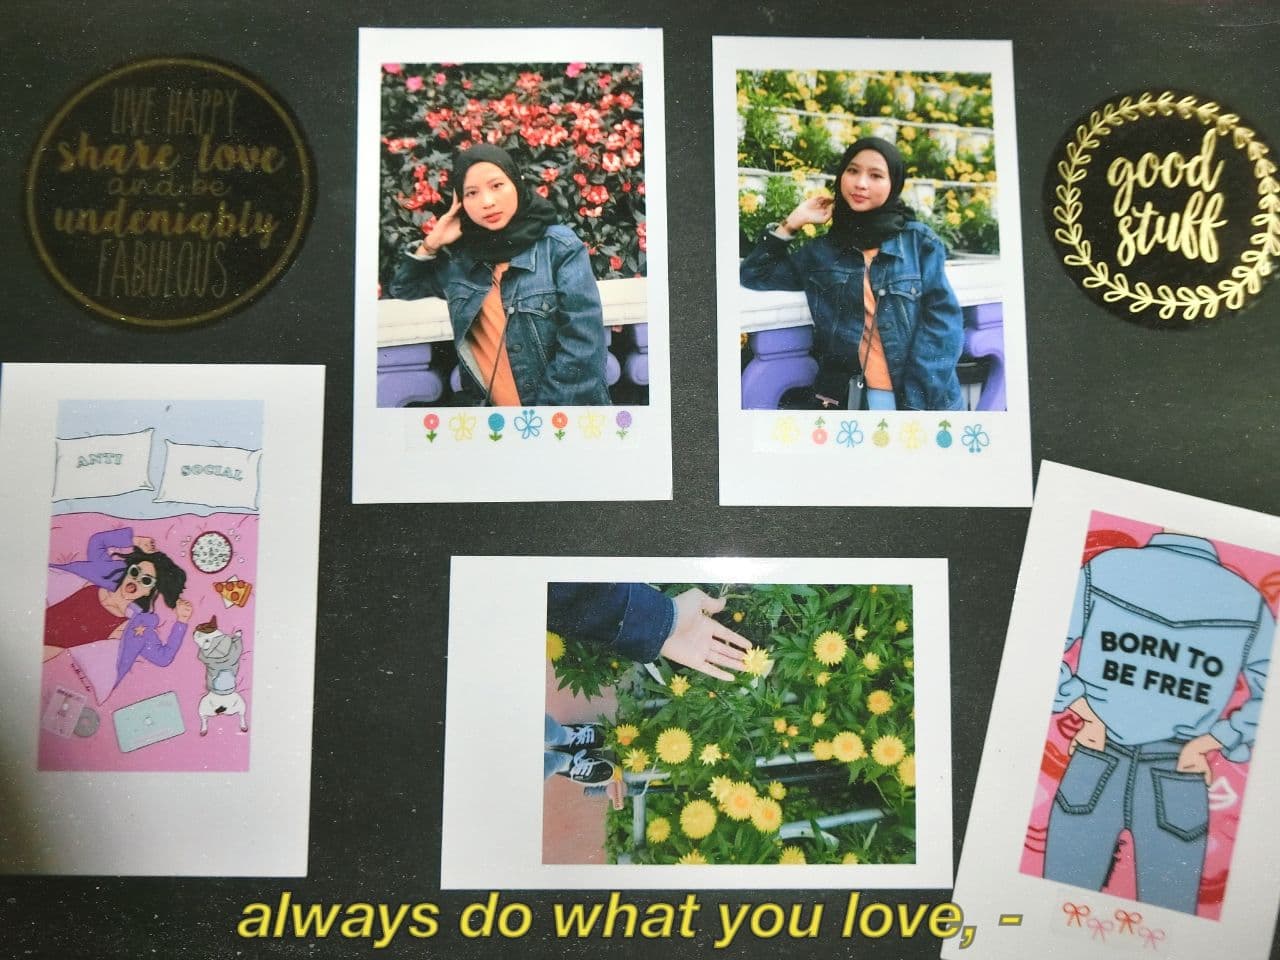 LIVE HAPPY
share love
and be
undeniably
FABULOUS
good
stuff
ANTI
SOCIAL
BORN TO
BE FREE
always do what you love, -